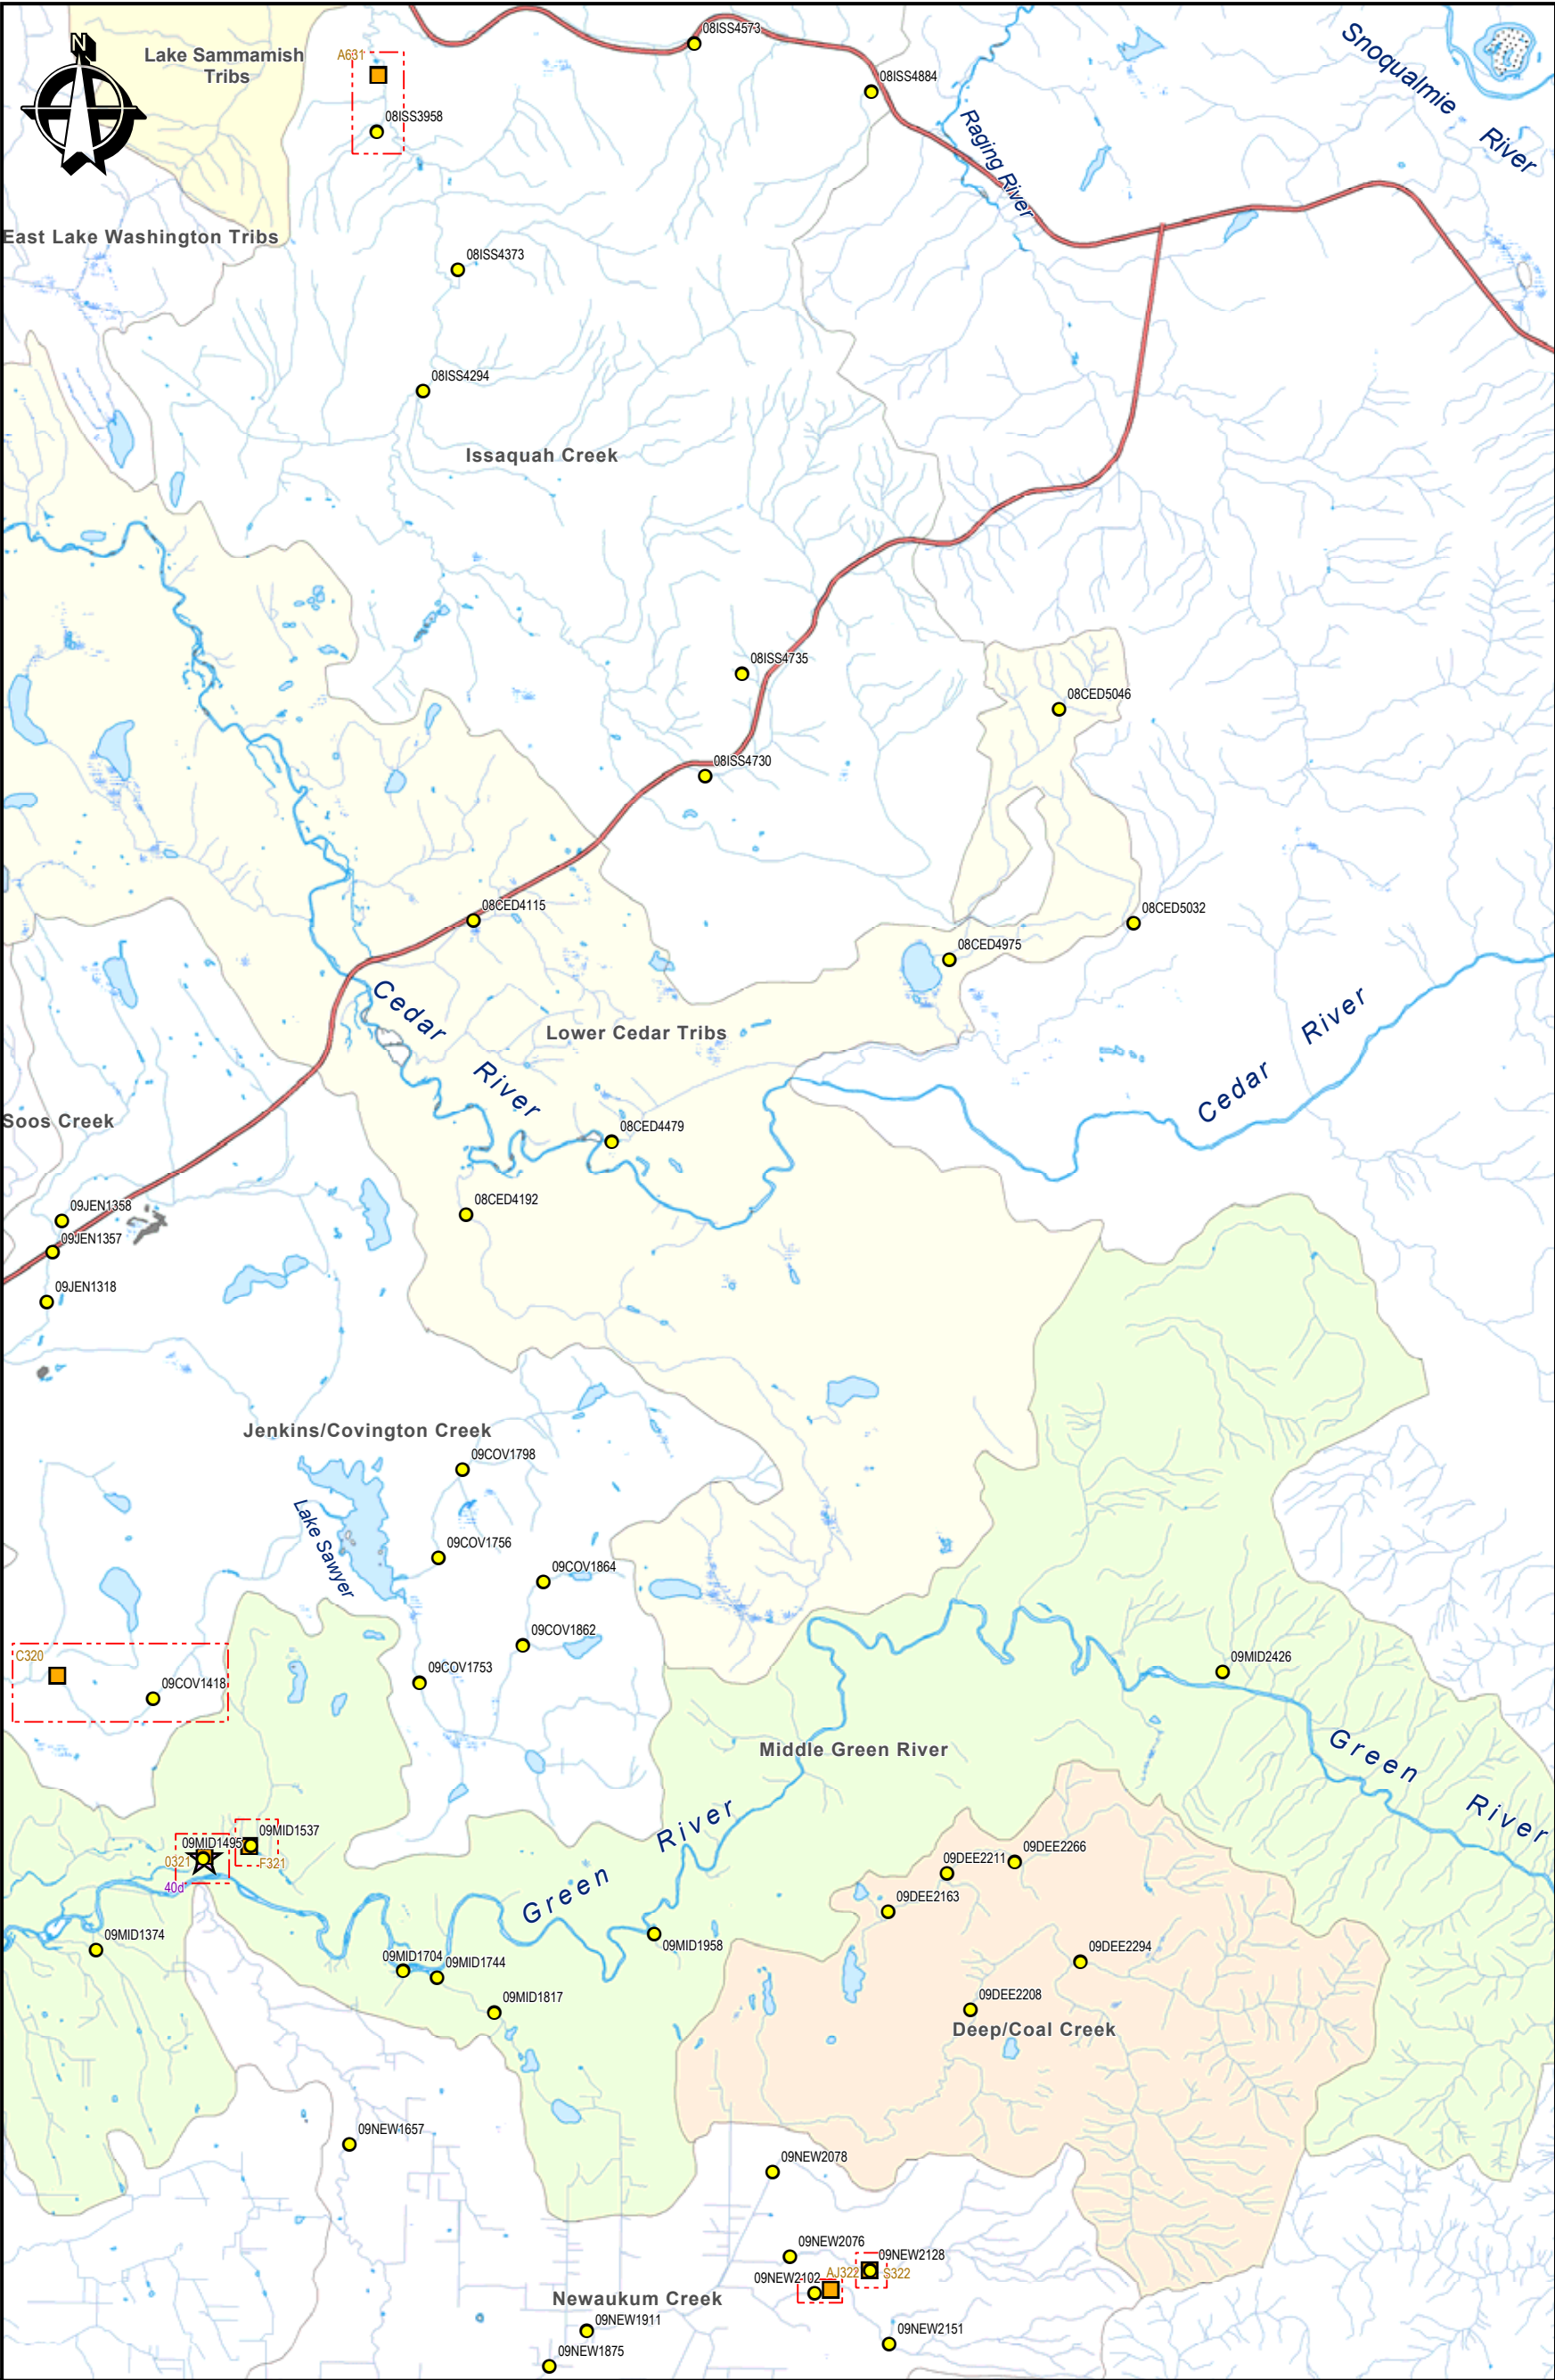 N
Lake Sammamish
Tribs
A631
08ISS3958
08ISS4573
08ISS4884
Snoqualmie River
Raging River
East Lake Washington Tribs
08ISS4373
08ISS4294
Issaquah Creek
08ISS4735
08CED5046
08ISS4730
08CED4115
08CED5032
08CED4975
Cedar River
Lower Cedar Tribs
Cedar River
Soos Creek
08CED4479
08CED4192
09JEN1358
09JEN1357
09JEN1318
Jenkins/Covington Creek
09COV1798
Lake Sawyer
09COV1756
09COV1864
09COV1862
C320
09COV1418
09COV1753
09MID2426
Middle Green River
Green River
Green River
09MID1537
09MID1495
0321
F321
40d
09DEE2266
09DEE2211
09DEE2163
09MID1374
09MID1958
09MID1704
09MID1744
09DEE2294
09MID1817
09DEE2208
Deep/Coal Creek
09NEW1657
09NEW2078
09NEW2076
09NEW2128
S322
AJ322
09NEW2102
Newaukum Creek
09NEW1911
09NEW2151
09NEW1875